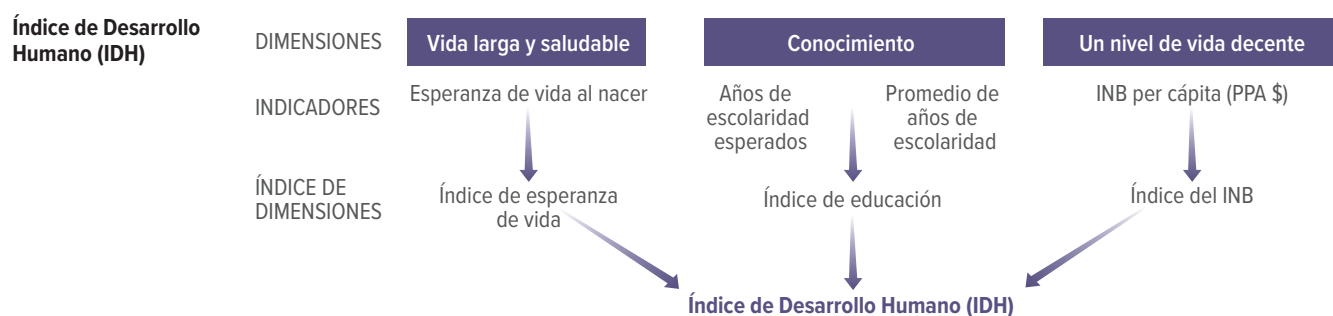 Índice de Desarrollo
Humano (IDH)
DIMENSIONES
Vida larga y saludable
Conocimiento
Un nivel de vida decente
INDICADORES
Esperanza de vida al nacer
Años de
escolaridad
esperados
Promedio de
años de
escolaridad
INB per cápita (PPA $)
ÍNDICE DE
DIMENSIONES
Índice de esperanza
de vida
Índice de educación
Índice del INB
Índice de Desarrollo Humano (IDH)